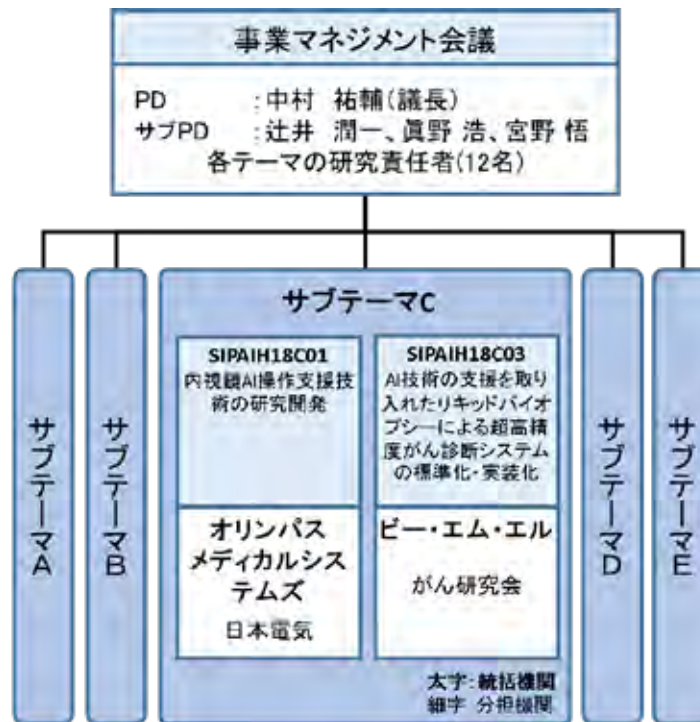 事業マネジメント会議
PD :中村 祐輔(議長)
サブPD :辻井 潤一、眞野 浩、宮野 悟
各テーマの研究責任者(12名)
サブテーマA
サブテーマB
サブテーマC
SIPAIH18C01
内視鏡AI操作支援技
術の研究開発
オリンパス
メディカルシス
テムズ
日本電気
SIPAIH18C03
AI技術の支援を取り
入れたリキッドバイオ
プシーによる超高精
度がん診断システム
の標準化・実装化
ビー・エム・エル
がん研究会
太字:統括機関
細字 分担機関
サブテーマD
サブテーマE